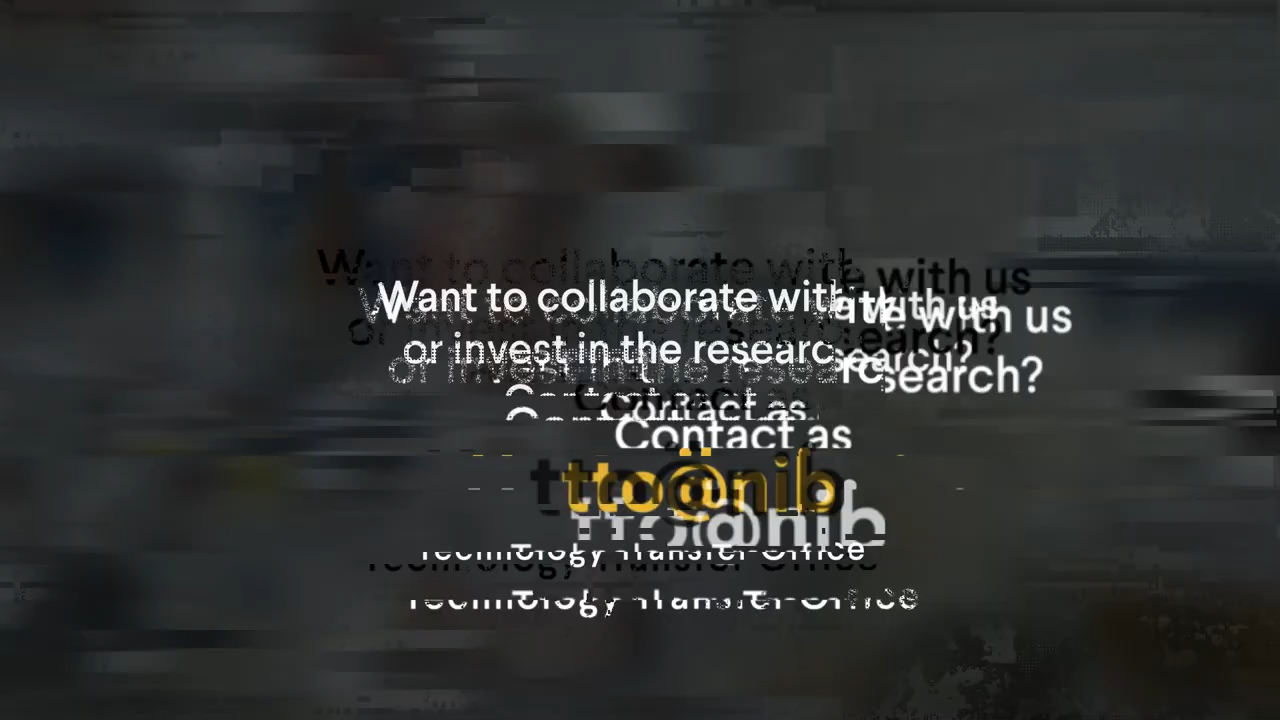 Want to collaborate with us
or invest in the research?
Contact as
tto@nib
Technology Transfer Office